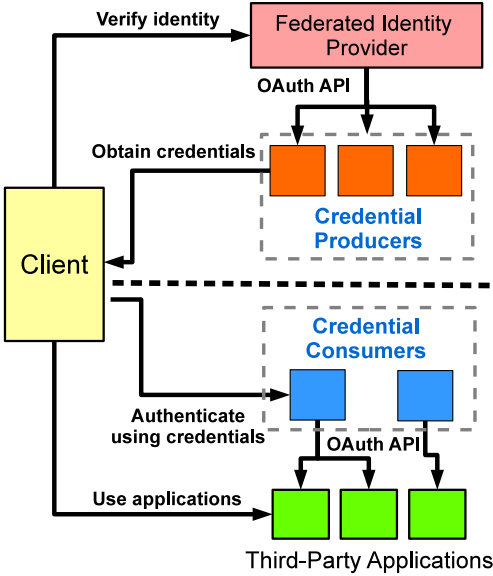 Verify identity
Federated Identity
Provider
OAuth API
Obtain credentials
Credential
Producers
Client
Credential
Consumers
Authenticate
using credentials
OAuth API
Use applications
Third-Party Applications